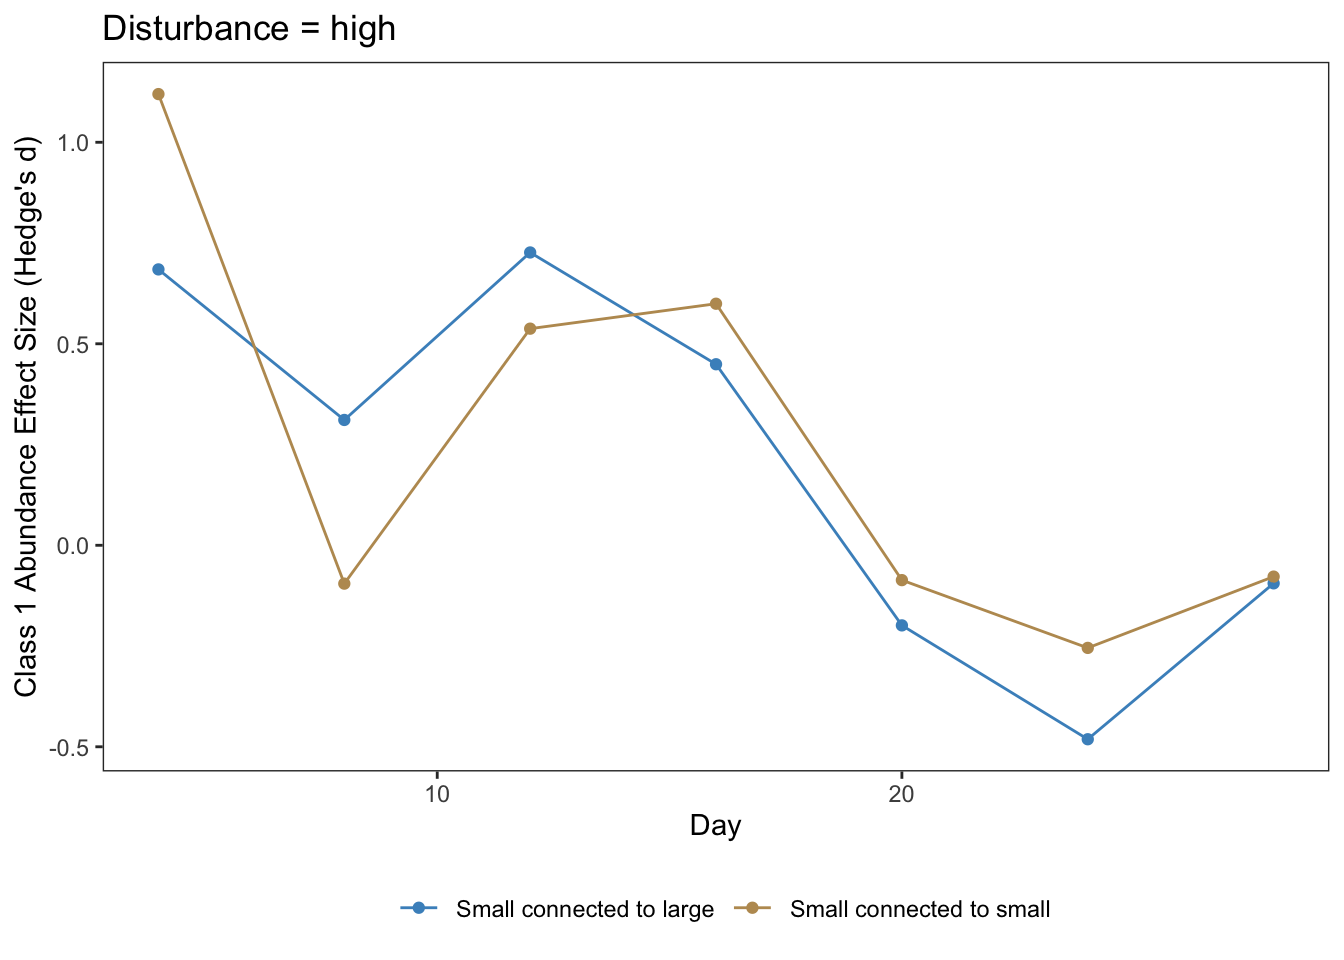 Disturbance = high
Class 1 Abundance Effect Size (Hedge's d)
1.0
0.5
0.0
-0.5
10 20
Day
Small connected to large Small connected to small